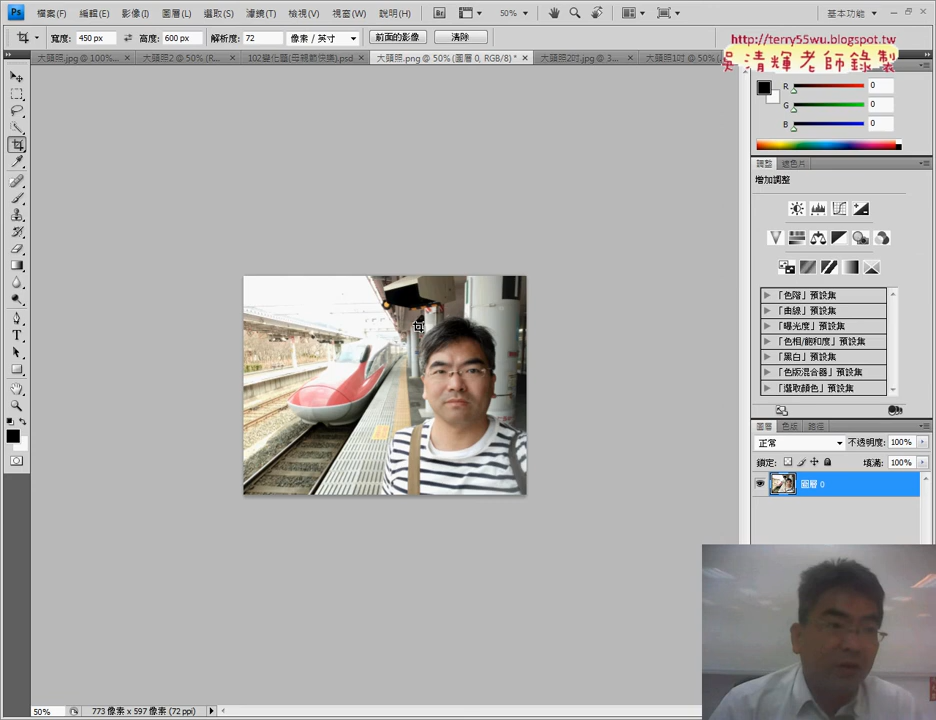 Ps 檔案(F) 編輯(E) 影像(I) 圖層(L) 選取(S) 濾鏡(T) 檢視(V) 視窗(W) 說明(H) Br 50% 基本功能
寬度: 450 px 高度: 600 px 解析度: 72 像素/英寸 前面的影像 清除
http://terry55wu.blogspot.tw
吳清輝老師錄製
大頭照.jpg @ 100%... 大頭照2 @ 50% (R... 102變化囍(母親節快樂).psd 大頭照.png @ 50% (圖層 0, RGB/8) * 大頭照2吋.jpg @ 3... 大頭照1吋 @ 50%
R 0
G 0
B 0
調整 遮色片
增加調整
「色階」預設集
「曲線」預設集
「曝光度」預設集
「色相/飽和度」預設集
「黑白」預設集
「色版混合器」預設集
「選取顏色」預設集
圖層 色版 路徑
正常 不透明度: 100%
鎖定: 填滿: 100%
圖層 0
50% 773 像素 x 597 像素 (72 ppi)